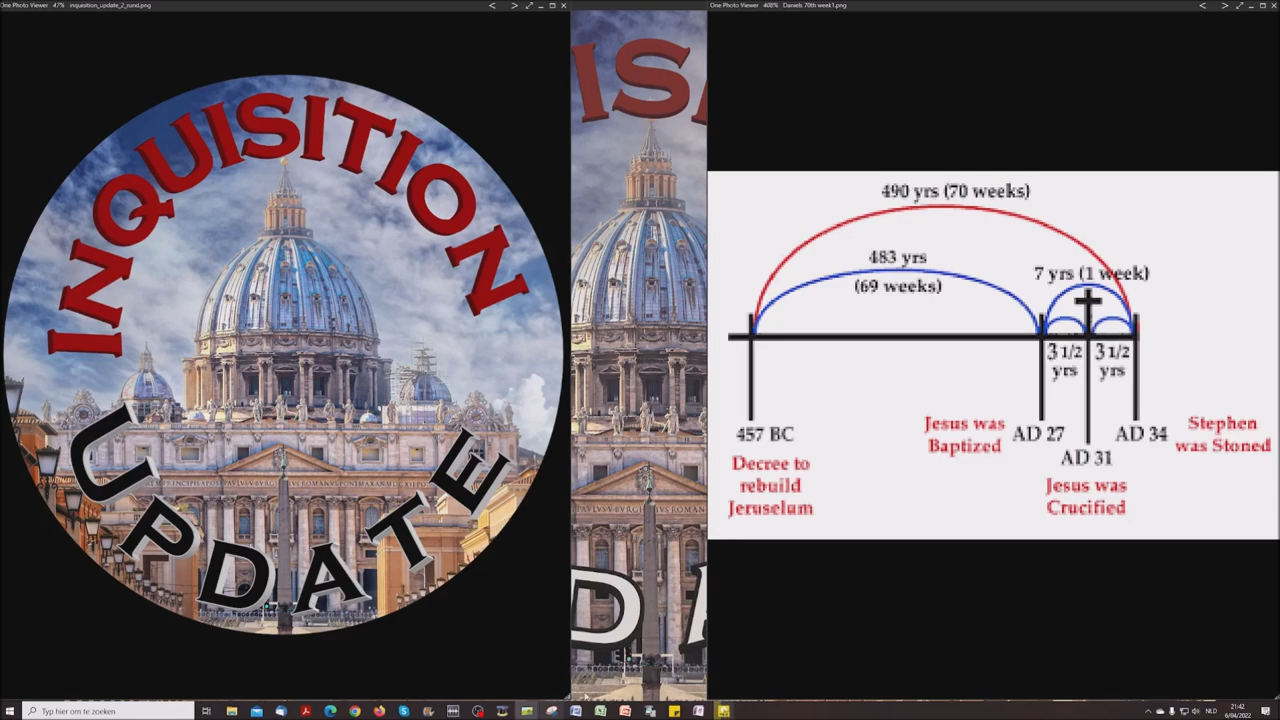 One Photo Viewer 47% inquisition_update_2_rund.png
One Photo Viewer 408% Daniels 70th week1.png
INQUISITION
UPDATE
IS
D
490 yrs (70 weeks)
483 yrs
(69 weeks)
7 yrs (1 week)
3 1/2
yrs
3 1/2
yrs
457 BC
Decree to
rebuild
Jeruselum
Jesus was
Baptized
AD 27
AD 31
Jesus was
Crucified
AD 34
Stephen
was Stoned
Typ hier om te zoeken
NLD
21:42
6/04/2022